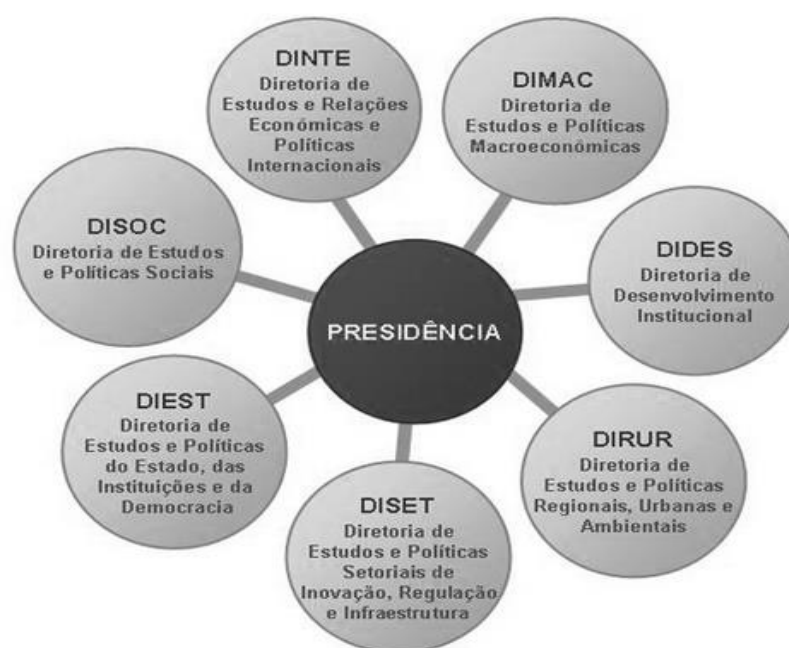 DINTE
Diretoria de
Estudos e Relações
Económicas e
Políticas
Internacionais
DIMAC
Diretoria de
Estudos e Políticas
Macroeconômicas
DISOC
Diretoria de Estudos
e Políticas Sociais
DIDES
Diretoria de
Desenvolvimento
Institucional
PRESIDÊNCIA
DIEST
Diretoria de
Estudos e Políticas
do Estado, das
Instituições e da
Democracia
DIRUR
Diretoria de
Estudos e Políticas
Regionais, Urbanas e
Ambientais
DISET
Diretoria de
Estudos e Políticas
Setoriais de
Inovação, Regulação
e Infraestrutura